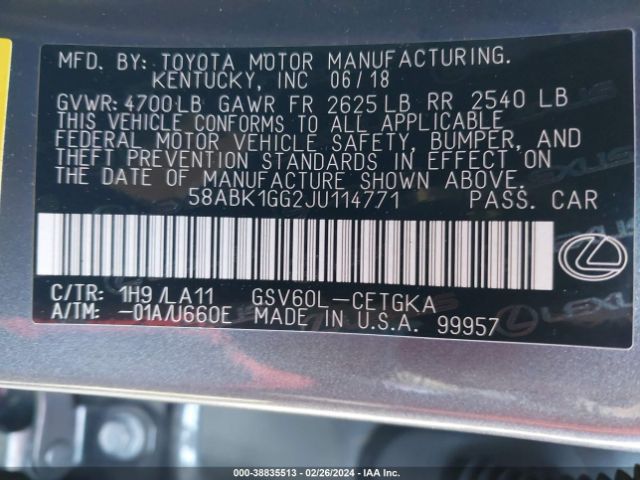 MFD. BY: TOYOTA MOTOR MANUFACTURING.
KENTUCKY, INC 06/18
GVWR: 4700 LB GAWR FR 2625 LB RR 2540 LB
THIS VEHICLE CONFORMS TO ALL APPLICABLE
FEDERAL MOTOR VEHICLE SAFETY, BUMPER, AND
THEFT PREVENTION STANDARDS IN EFFECT ON
THE DATE OF MANUFACTURE SHOWN ABOVE.
58ABK1GG2JU114771 PASS. CAR
C/TR: 1H9/LA11 GSV60L-CETGKA
A/TM: -01A/U660E MADE IN U.S.A. 99957
LEXUS
000-38835513 - 02/26/2024 - IAA Inc.